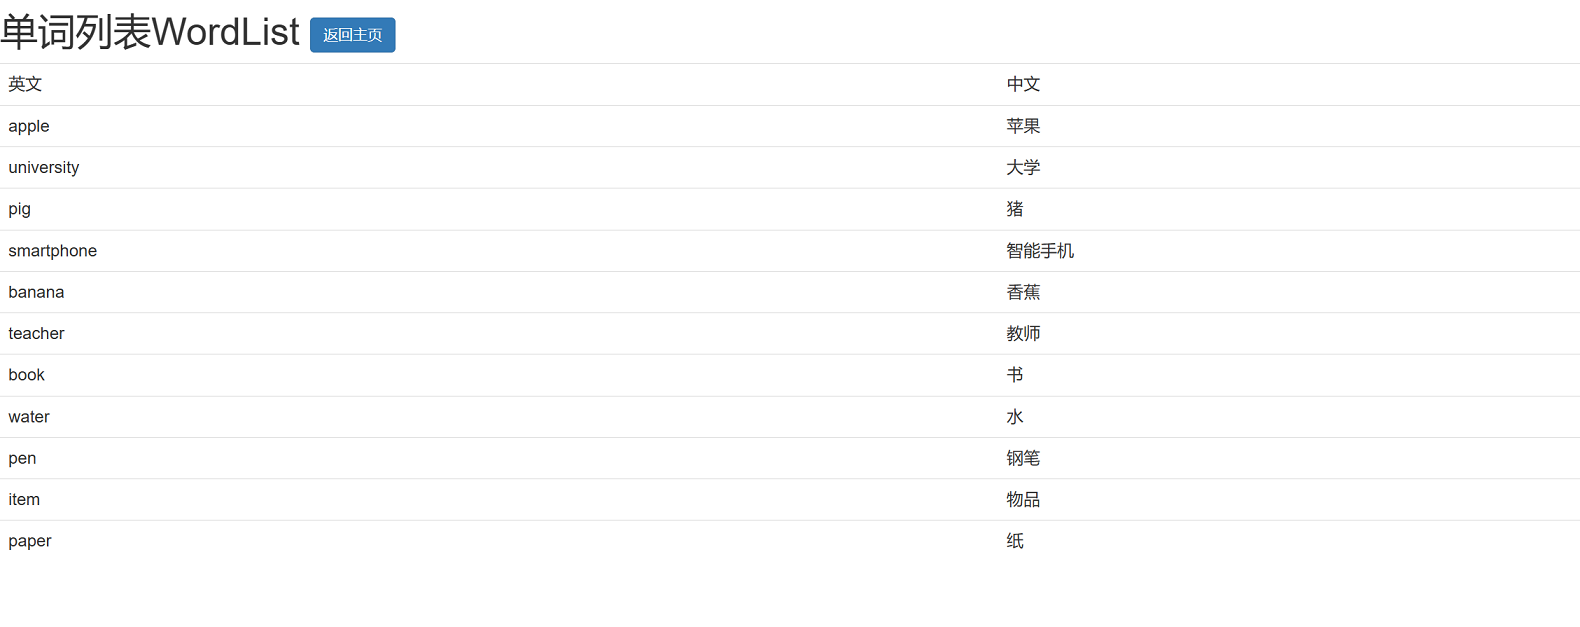 单词列表WordList 返回主页
英文 中文
apple 苹果
university 大学
pig 猪
smartphone 智能手机
banana 香蕉
teacher 教师
book 书
water 水
pen 钢笔
item 物品
paper 纸